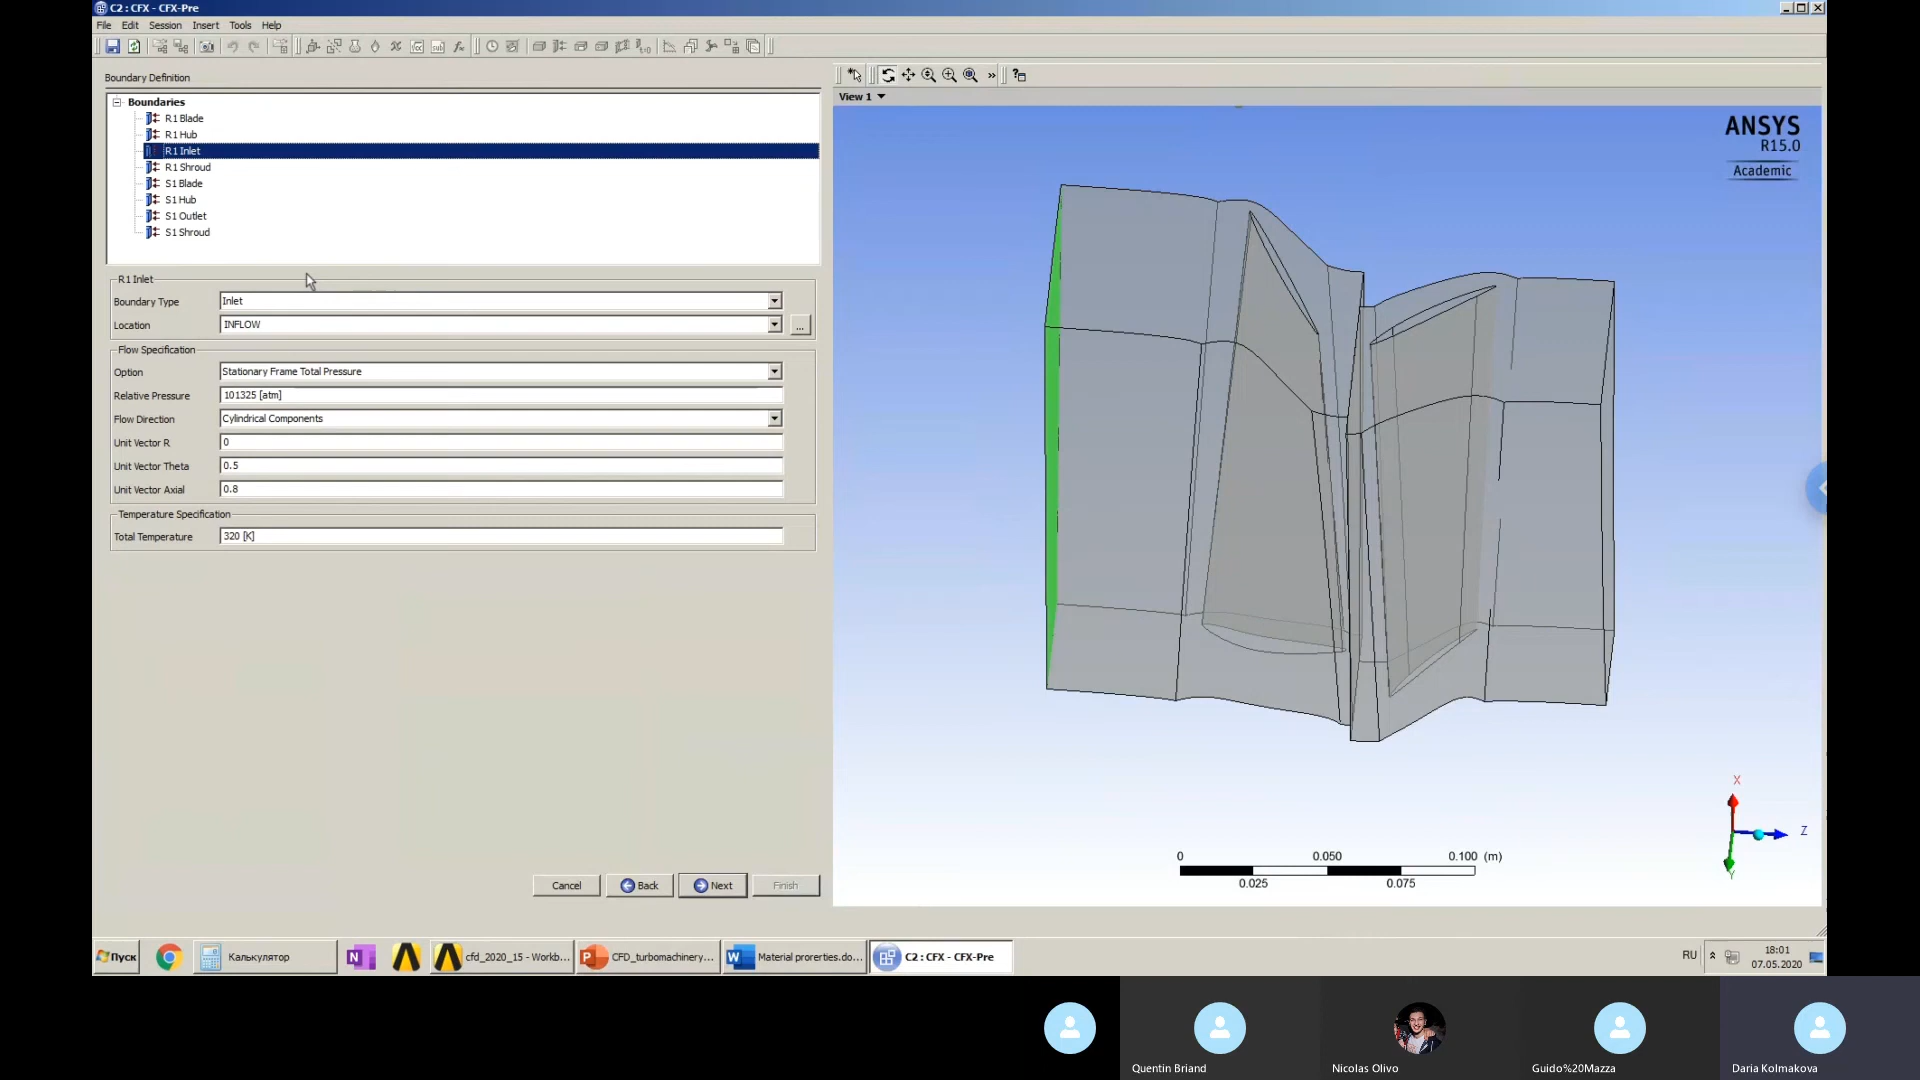 C2 : CFX - CFX-Pre
File Edit Session Insert Tools Help
Boundary Definition
Boundaries
R1 Blade
R1 Hub
R1 Inlet
R1 Shroud
S1 Blade
S1 Hub
S1 Outlet
S1 Shroud
R1 Inlet
Boundary Type Inlet
Location INFLOW
...
Flow Specification
Option Stationary Frame Total Pressure
Relative Pressure 101325 [atm]
Flow Direction Cylindrical Components
Unit Vector R 0
Unit Vector Theta 0.5
Unit Vector Axial 0.8
Temperature Specification
Total Temperature 320 [K]
Cancel Back Next Finish
View 1
ANSYS
R15.0
Academic
X
Z
Y
0 0.050 0.100 (m)
0.025 0.075
Пуск
Калькулятор
cfd_2020_15 - Workb...
CFD_turbomachinery...
Material prorerties.do...
C2 : CFX - CFX-Pre
RU
18:01
07.05.2020
Quentin Briand
Nicolas Olivo
Guido%20Mazza
Daria Kolmakova